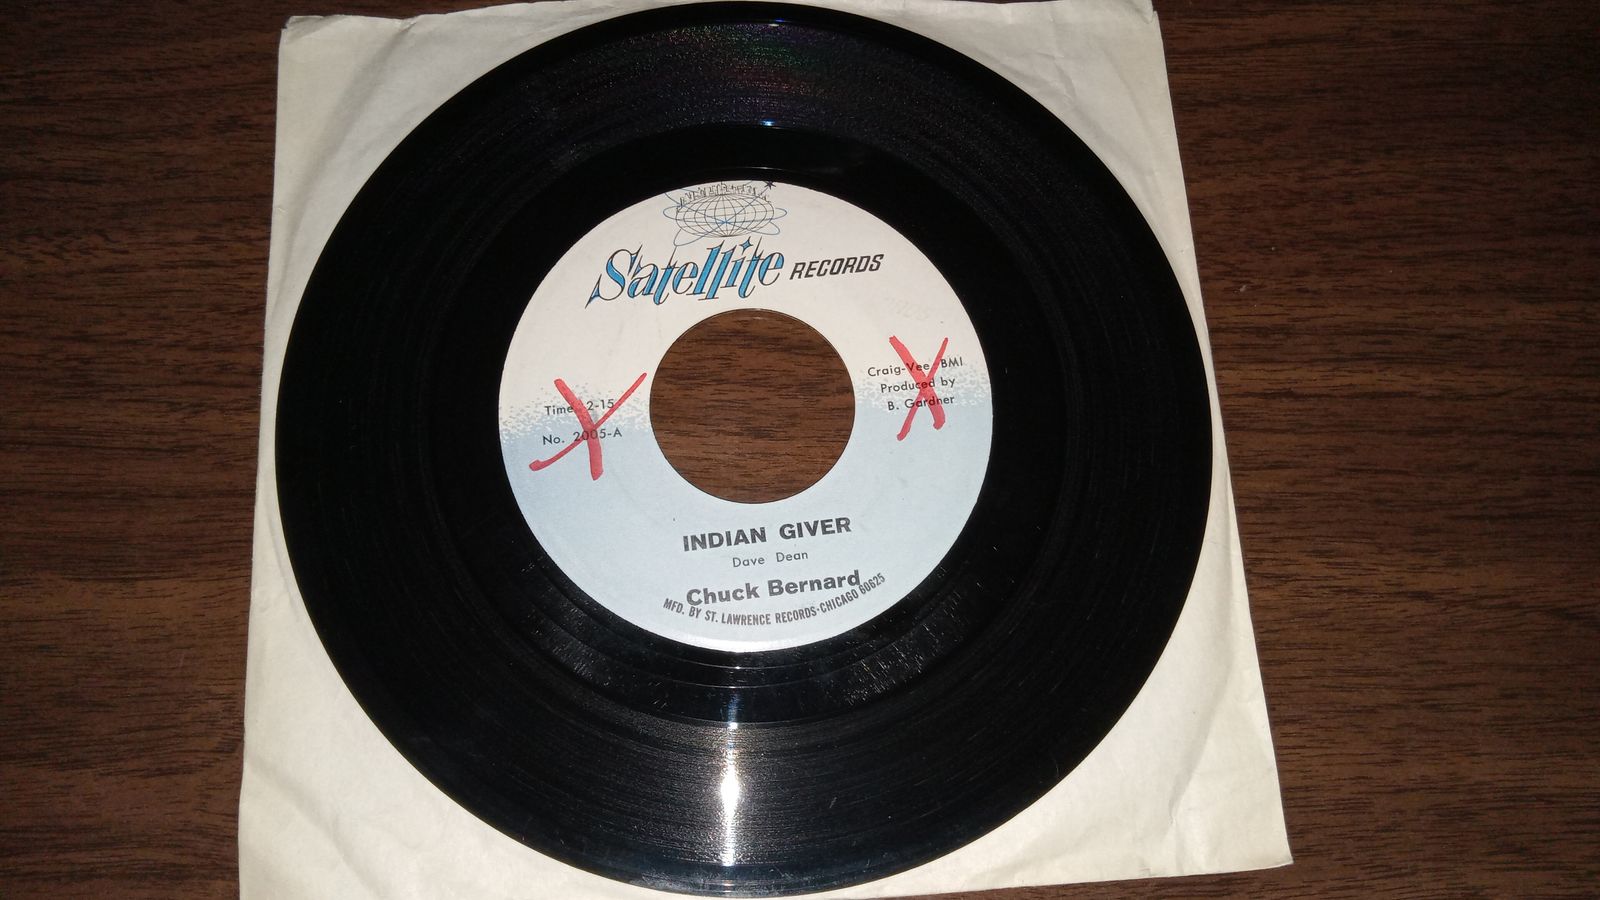 Satellite RECORDS
Craig-Vee BMI
Produced by
B. Gardner
Time 2-15
No. 2005-A
INDIAN GIVER
Dave Dean
Chuck Bernard
MFD. BY ST. LAWRENCE RECORDS-CHICAGO 60625